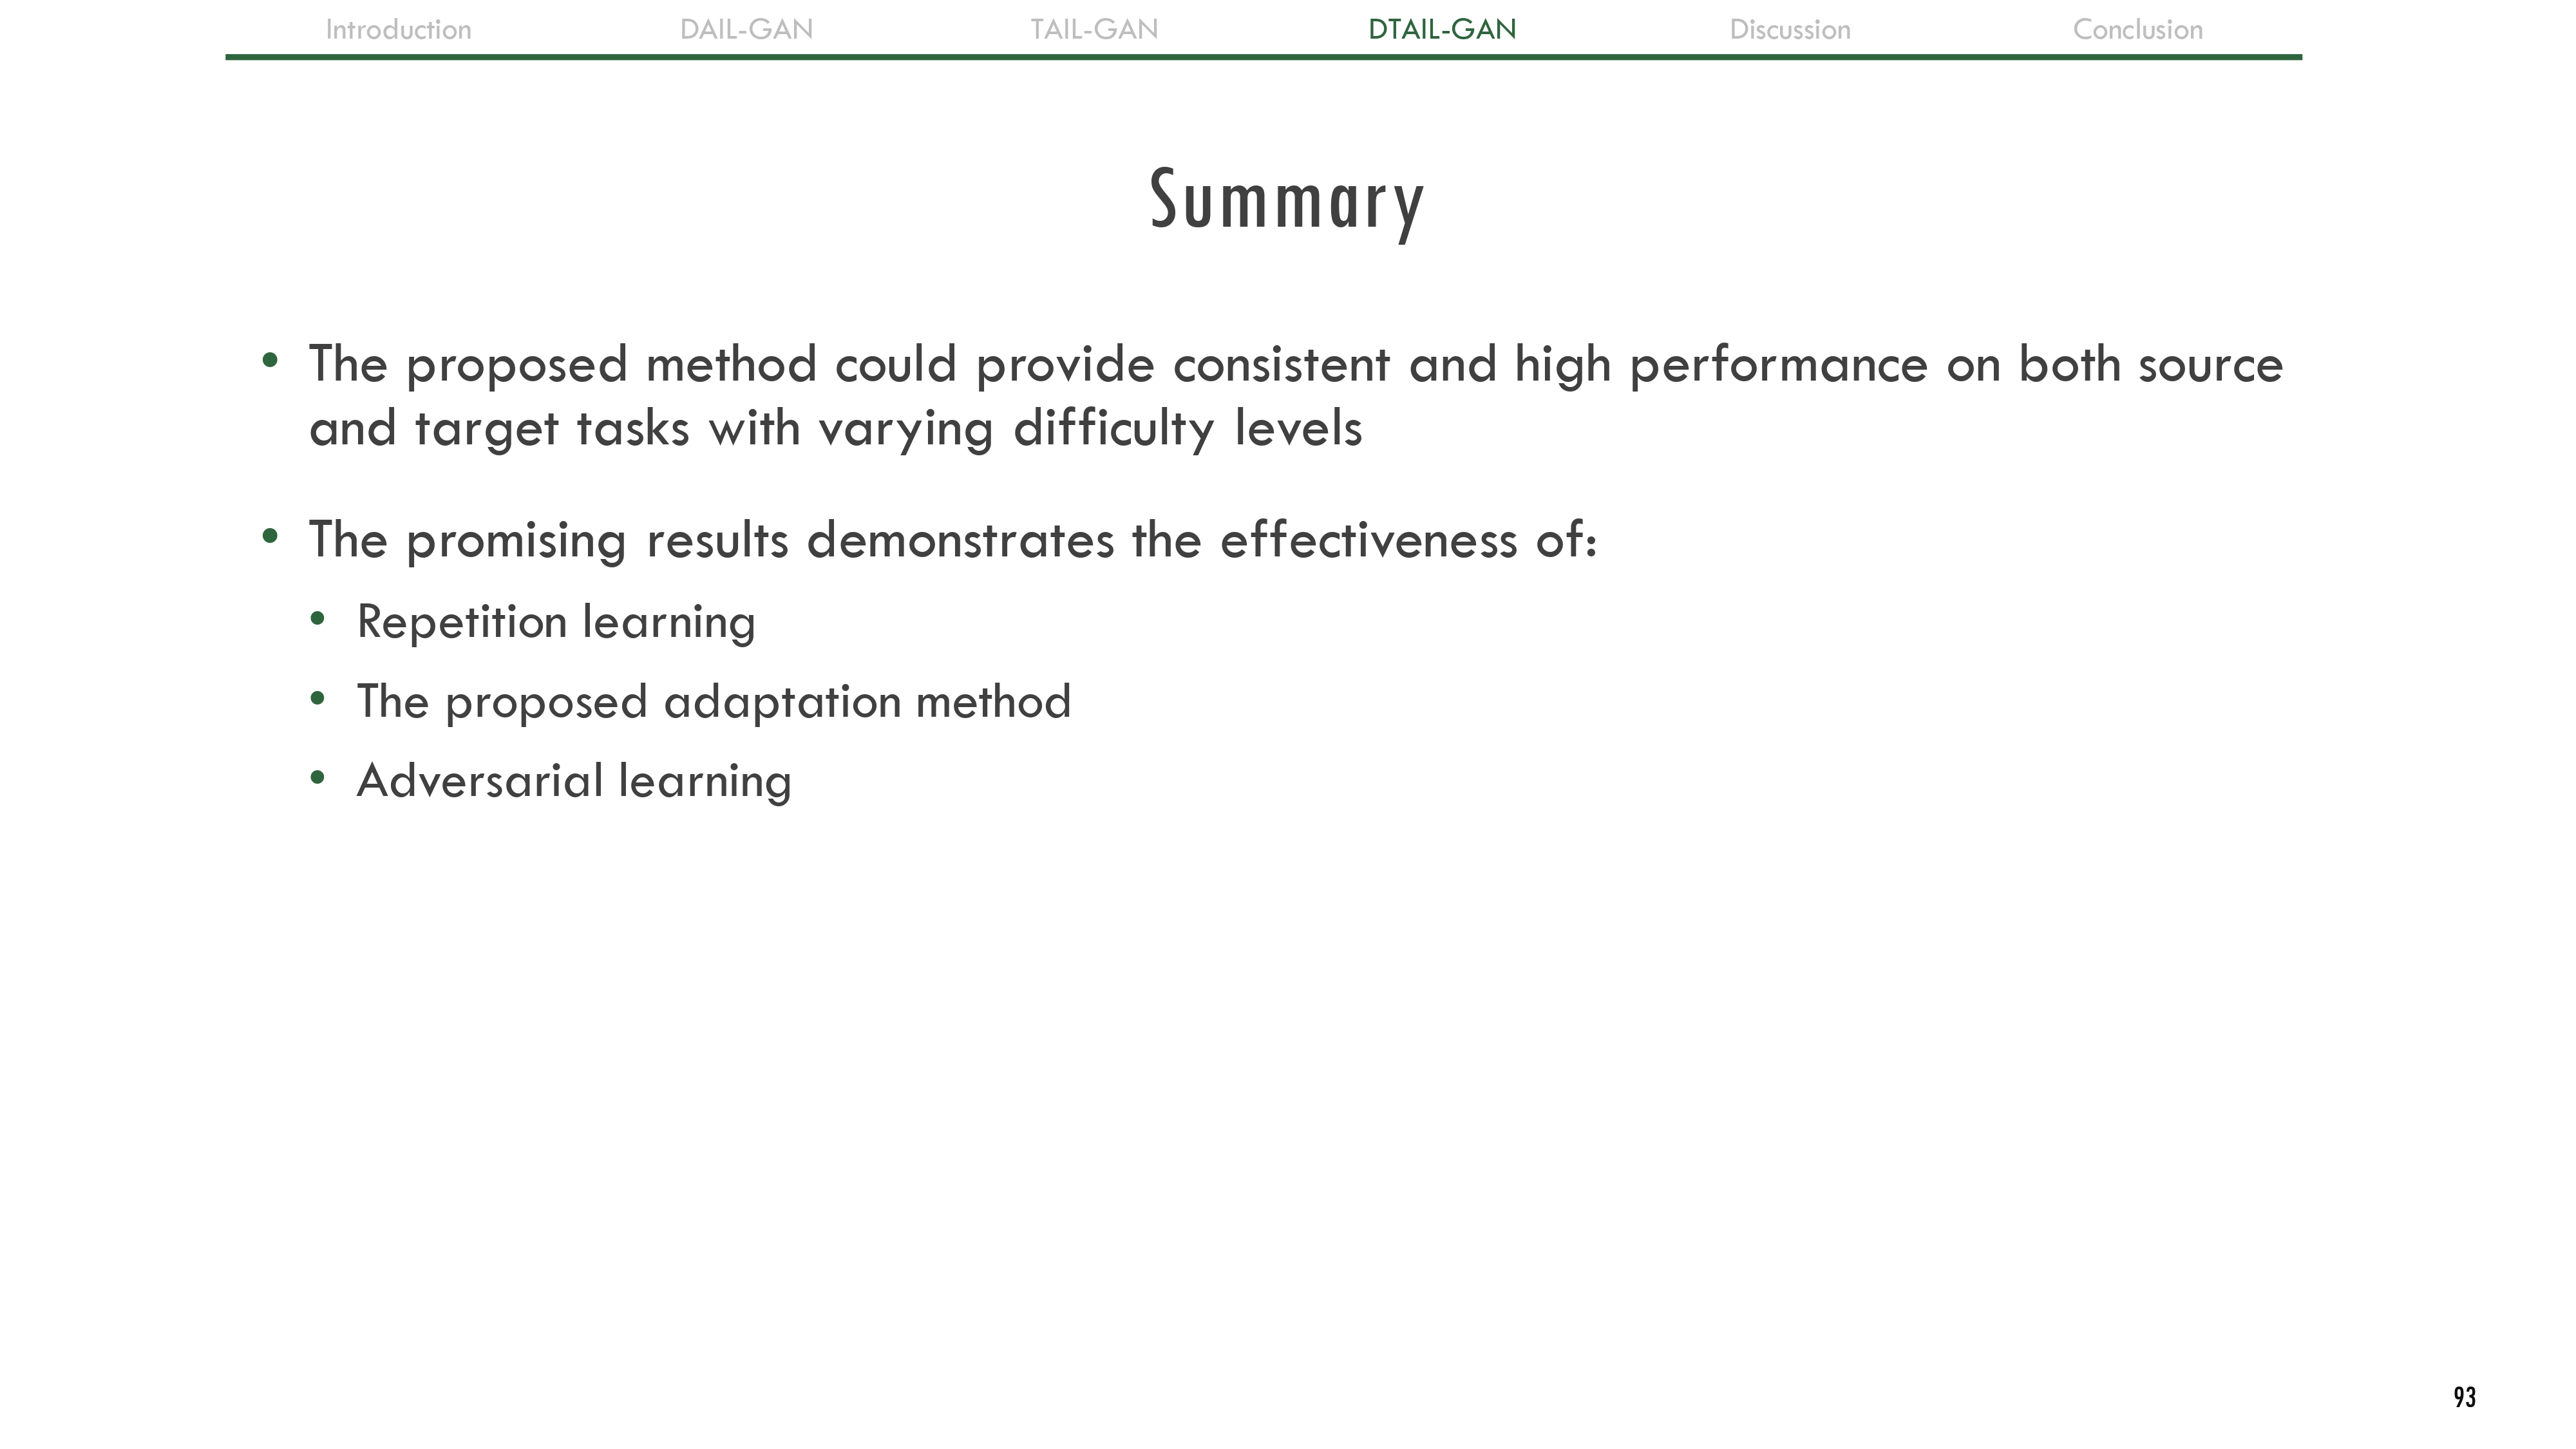 Introduction DAIL-GAN TAIL-GAN DTAIL-GAN Discussion Conclusion
Summary
• The proposed method could provide consistent and high performance on both source
and target tasks with varying difficulty levels
• The promising results demonstrates the effectiveness of:
• Repetition learning
• The proposed adaptation method
• Adversarial learning
93